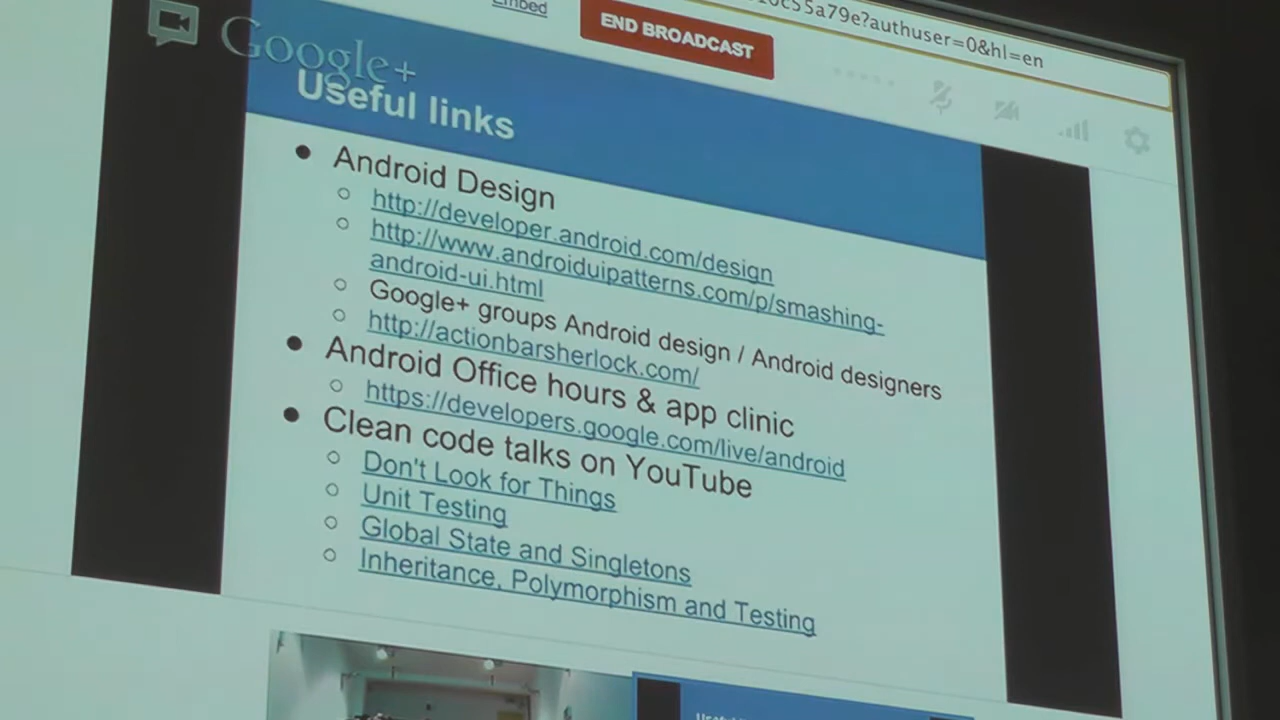 55a79e?authuser=0&hl=en
Embed
END BROADCAST
Google+
Useful links
Android Design
http://developer.android.com/design
http://www.androiduipatterns.com/p/smashing-
android-ui.html
Google+ groups Android design / Android designers
http://actionbarsherlock.com/
Android Office hours & app clinic
https://developers.google.com/live/android
Clean code talks on YouTube
Don't Look for Things
Unit Testing
Global State and Singletons
Inheritance, Polymorphism and Testing